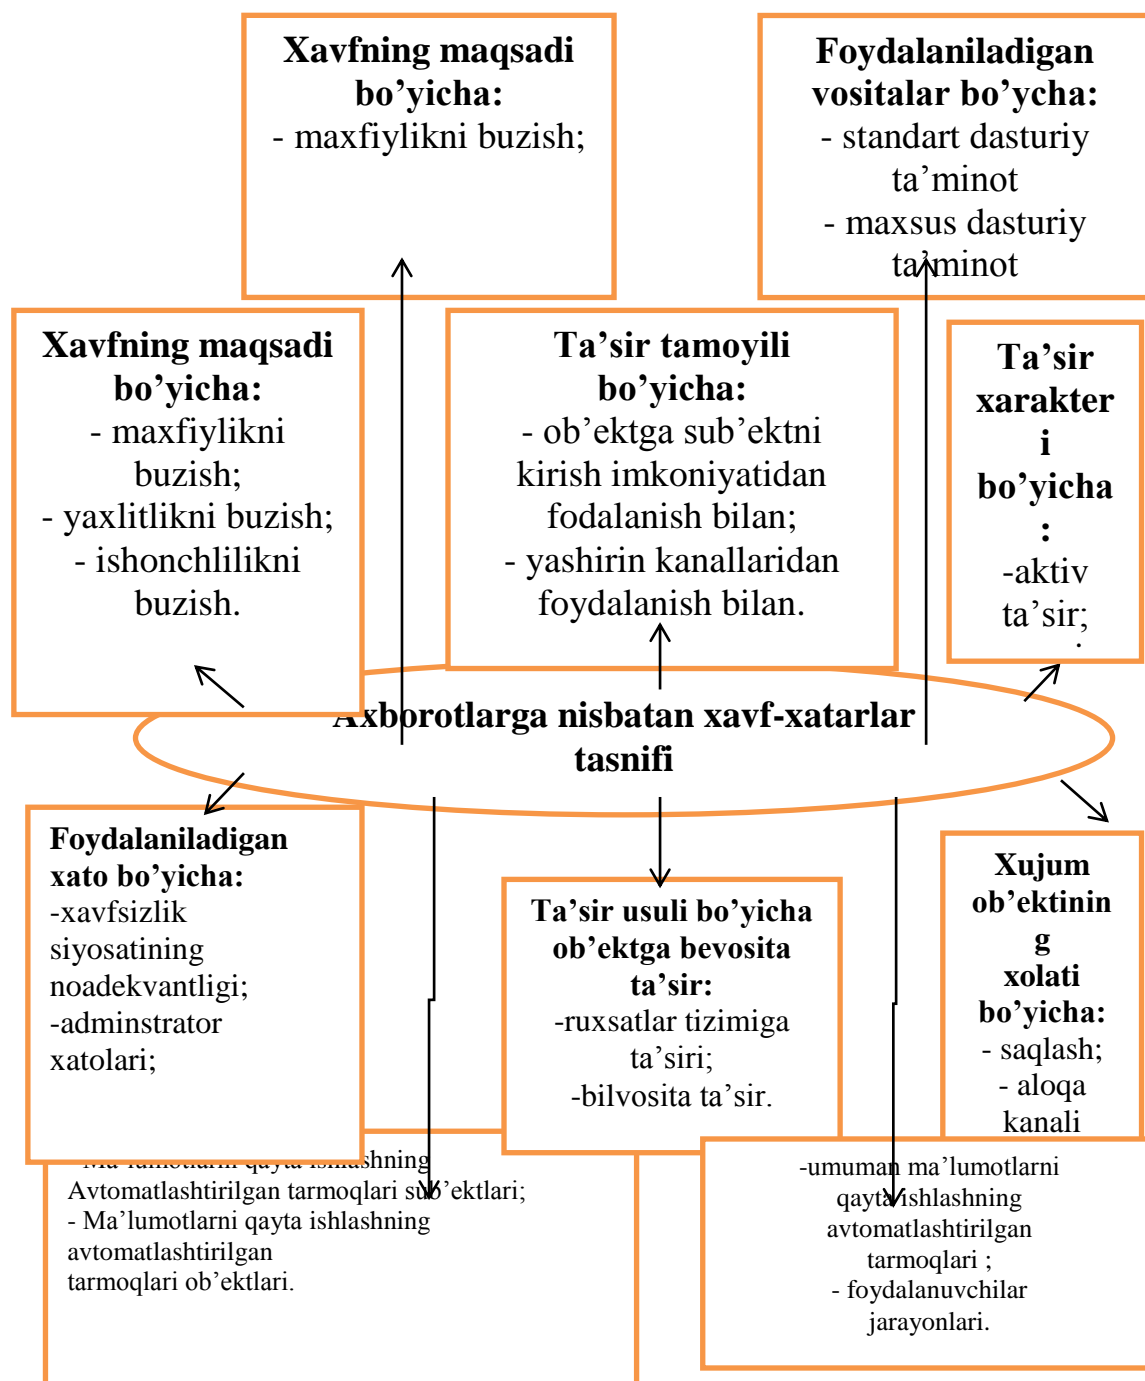 Xavfning maqsadi
bo’yicha:
- maxfiylikni buzish;
Foydalaniladigan
vositalar bo’ycha:
- standart dasturiy
ta’minot
- maxsus dasturiy
ta’minot
Xavfning maqsadi
bo’yicha:
- maxfiylikni
buzish;
- yaxlitlikni buzish;
- ishonchlilikni
buzish.
Ta’sir tamoyili
bo’yicha:
- ob’ektga sub’ektni
kirish imkoniyatidan
fodalanish bilan;
- yashirin kanallaridan
foydalanish bilan.
Ta’sir
xarakter
i
bo’yicha
:
-aktiv
ta’sir;
Axborotlarga nisbatan xavf-xatarlar
tasnifi
Foydalaniladigan
xato bo’yicha:
-xavfsizlik
siyosatining
noadekvantligi;
-adminstrator
xatolari;
Ta’sir usuli bo’yicha
ob’ektga bevosita
ta’sir:
-ruxsatlar tizimiga
ta’siri;
-bilvosita ta’sir.
Xujum
ob’ektinin
g
xolati
bo’yicha:
- saqlash;
- aloqa
kanali
- Ma’lumotlarni qayta ishlashning
Avtomatlashtirilgan tarmoqlari sub’ektlari;
- Ma’lumotlarni qayta ishlashning
avtomatlashtirilgan
tarmoqlari ob’ektlari.
-umuman ma’lumotlarni
qayta ishlashning
avtomatlashtirilgan
tarmoqlari ;
- foydalanuvchilar
jarayonlari.